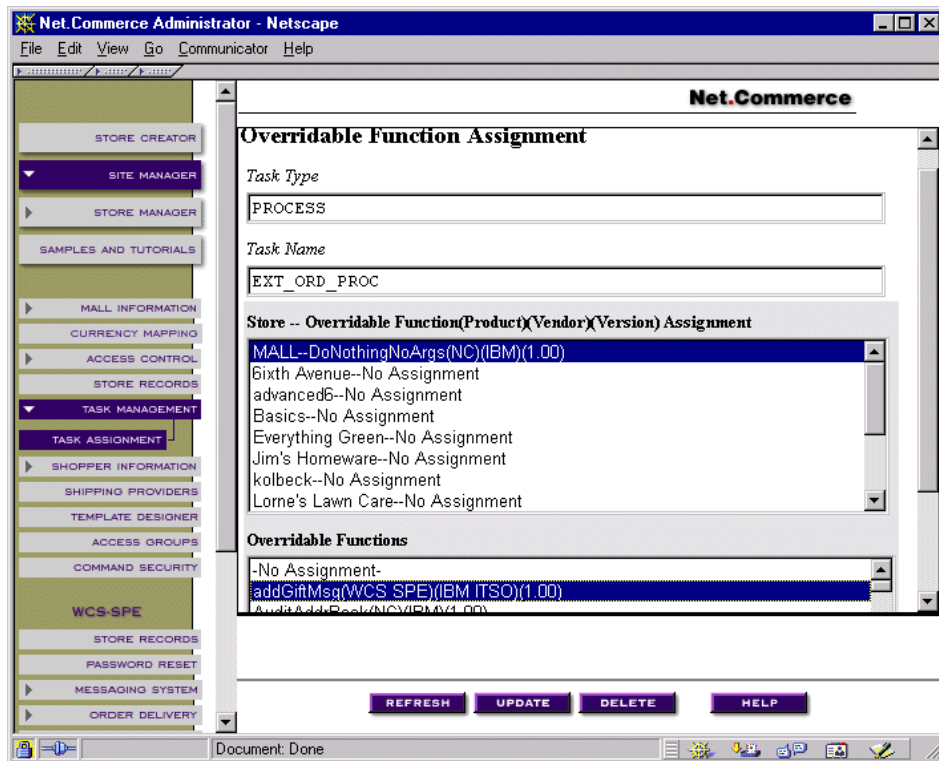 Net.Commerce Administrator - Netscape
File Edit View Go Communicator Help
STORE CREATOR
SITE MANAGER
STORE MANAGER
SAMPLES AND TUTORIALS
MALL INFORMATION
CURRENCY MAPPING
ACCESS CONTROL
STORE RECORDS
TASK MANAGEMENT
TASK ASSIGNMENT
SHOPPER INFORMATION
SHIPPING PROVIDERS
TEMPLATE DESIGNER
ACCESS GROUPS
COMMAND SECURITY
WCS-SPE
STORE RECORDS
PASSWORD RESET
MESSAGING SYSTEM
ORDER DELIVERY
Net.Commerce
Overridable Function Assignment
Task Type
PROCESS
Task Name
EXT_ORD_PROC
Store -- Overridable Function(Product)(Vendor)(Version) Assignment
MALL--DoNothingNoArgs(NC)(IBM)(1.00)
6ixth Avenue--No Assignment
advanced6--No Assignment
Basics--No Assignment
Everything Green--No Assignment
Jim's Homeware--No Assignment
kolbeck--No Assignment
Lorne's Lawn Care--No Assignment
Overridable Functions
-No Assignment-
addGiftMsg(WCS SPE)(IBM ITSO)(1.00)
AuditAddrBook(NC)(IBM)(1.00)
REFRESH UPDATE DELETE HELP
Document: Done